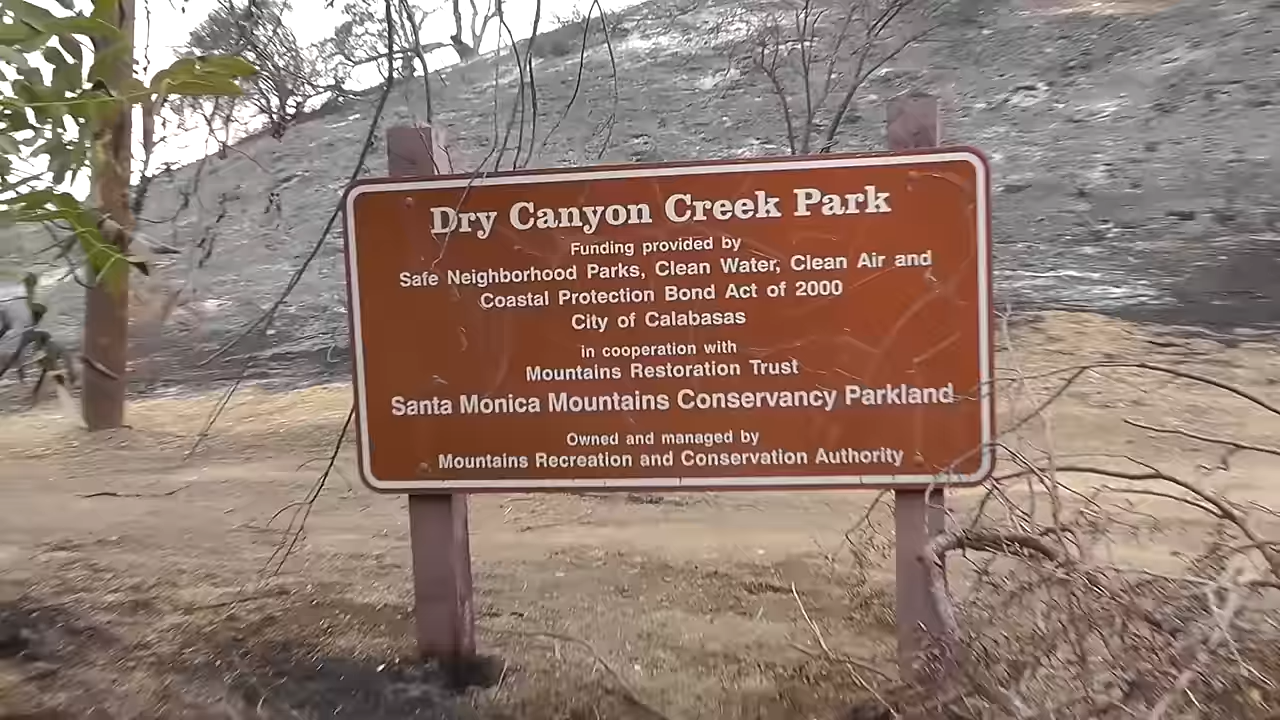 Dry Canyon Creek Park
Funding provided by
Safe Neighborhood Parks, Clean Water, Clean Air and
Coastal Protection Bond Act of 2000
City of Calabasas
in cooperation with
Mountains Restoration Trust
Santa Monica Mountains Conservancy Parkland
Owned and managed by
Mountains Recreation and Conservation Authority